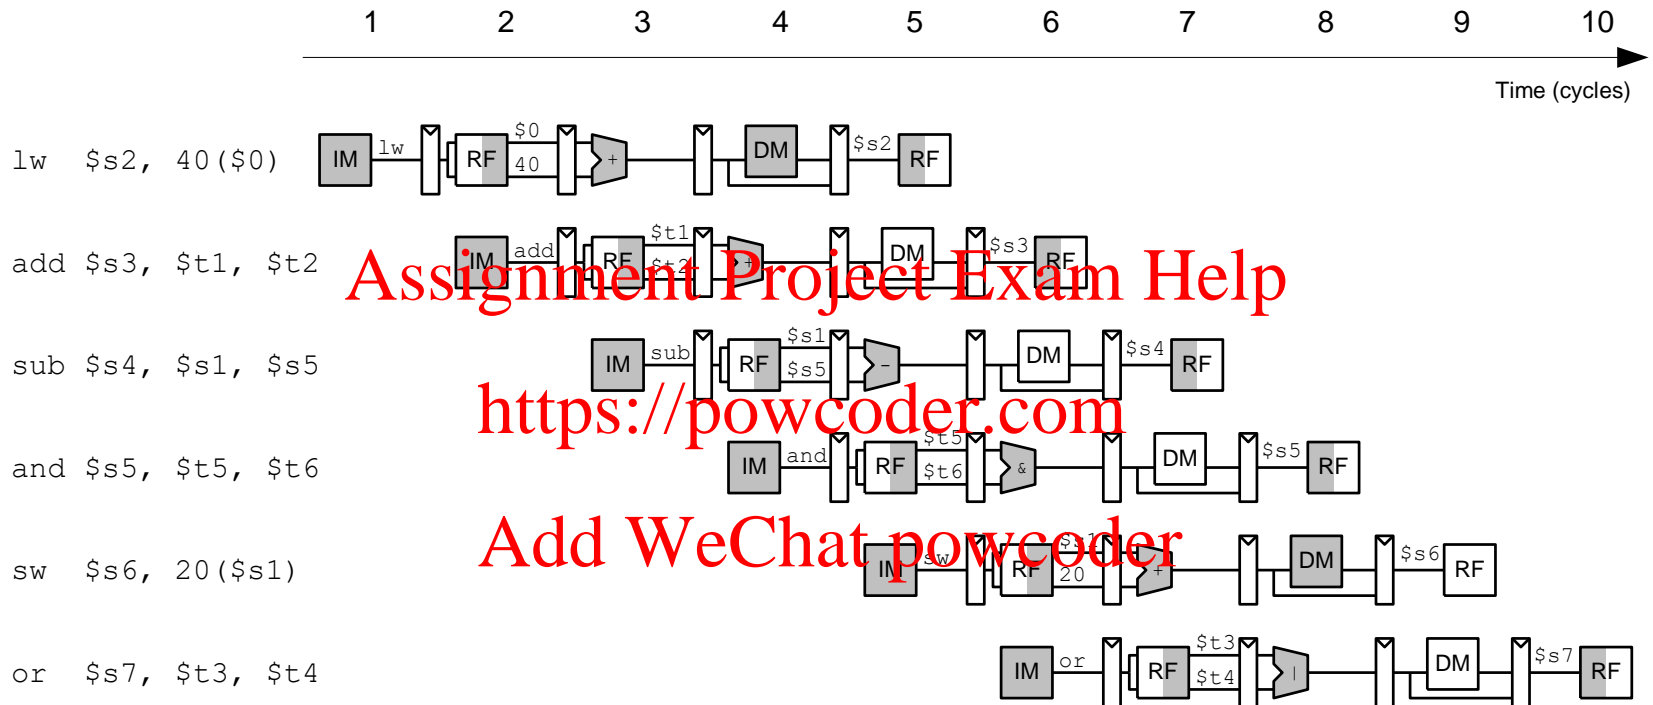 1 2 3 4 5 6 7 8 9 10
Time (cycles)
lw $s2, 40($0) IM lw RF $0 40 + DM $s2 RF
add $s3, $t1, $t2 IM add RF $t1 $t2 + DM $s3 RF
Assignment Project Exam Help
sub $s4, $s1, $s5 IM sub RF $s1 $s5 - DM $s4 RF
https://powcoder.com
and $s5, $t5, $t6 IM and RF $t5 $t6 & DM $s5 RF
Add WeChat powcoder
sw $s6, 20($s1) IM sw RF $s1 20 + DM $s6 RF
or $s7, $t3, $t4 IM or RF $t3 $t4 | DM $s7 RF